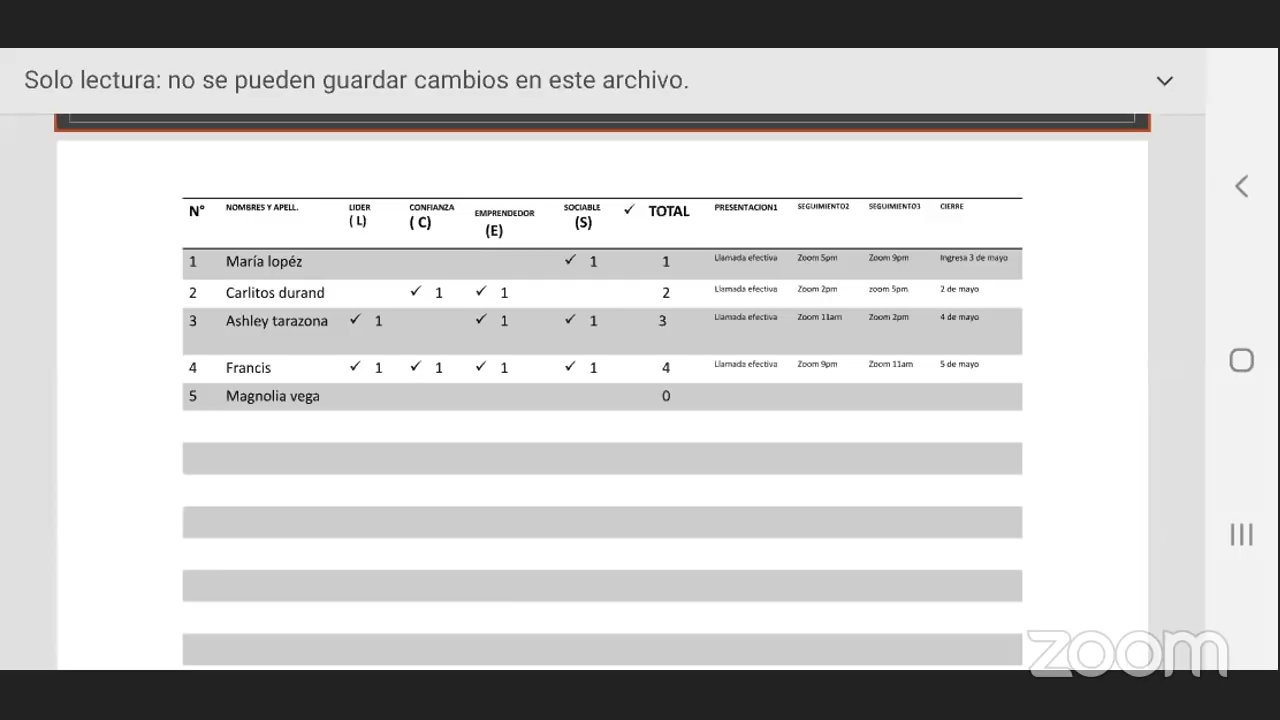 Solo lectura: no se pueden guardar cambios en este archivo.
N° NOMBRES Y APELL. LIDER ( L) CONFIANZA ( C) EMPRENDEDOR (E) SOCIABLE (S) ✓ TOTAL PRESENTACION1 SEGUIMIENTO2 SEGUIMIENTO3 CIERRE
1 María lopéz ✓ 1 1 Llamada efectiva Zoom 5pm Zoom 9pm Ingresa 3 de mayo
2 Carlitos durand ✓ 1 ✓ 1 2 Llamada efectiva Zoom 2pm zoom 5pm 2 de mayo
3 Ashley tarazona ✓ 1 ✓ 1 ✓ 1 3 Llamada efectiva Zoom 11am Zoom 2pm 4 de mayo
4 Francis ✓ 1 ✓ 1 ✓ 1 ✓ 1 4 Llamada efectiva Zoom 9pm Zoom 11am 5 de mayo
5 Magnolia vega 0
zoom